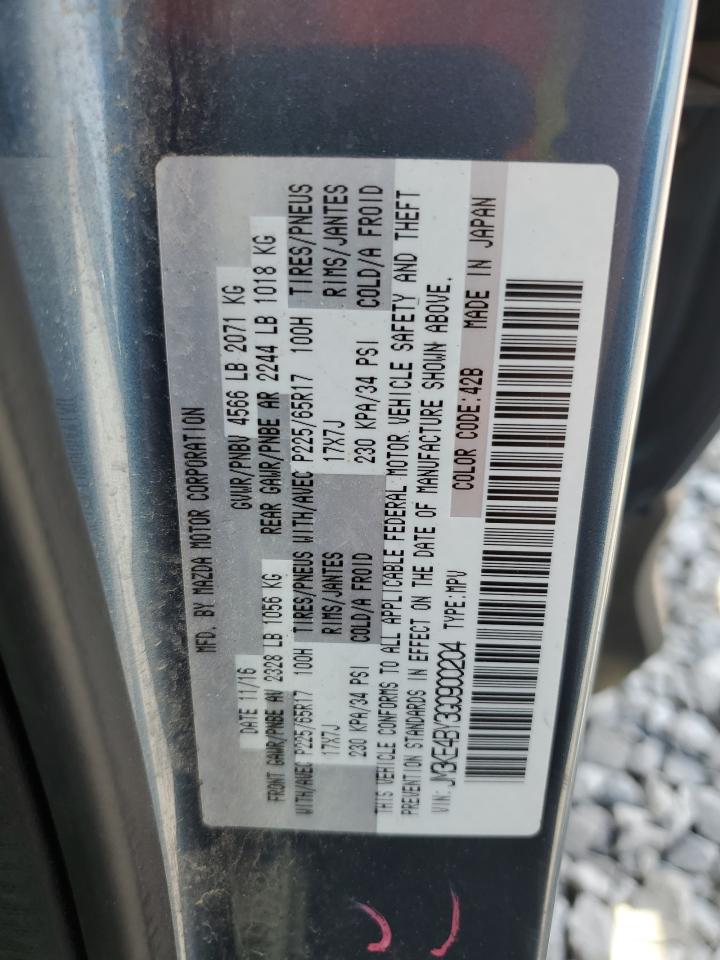 MFD. BY MAZDA MOTOR CORPORATION
DATE 11/16 GVWR/PNBV 4566 LB 2071 KG
FRONT GAWR/PNBE AV 2328 LB 1056 KG REAR GAWR/PNBE AR 2244 LB 1018 KG
WITH/AVEC P225/65R17 100H TIRES/PNEUS WITH/AVEC P225/65R17 100H TIRES/PNEUS
17X7J RIMS/JANTES 17X7J RIMS/JANTES
230 KPA/34 PSI COLD/A FROID 230 KPA/34 PSI COLD/A FROID
THIS VEHICLE CONFORMS TO ALL APPLICABLE FEDERAL MOTOR VEHICLE SAFETY AND THEFT
PREVENTION STANDARDS IN EFFECT ON THE DATE OF MANUFACTURE SHOWN ABOVE.
VIN: JM3KE4BY3G0900204 TYPE:MPV COLOR CODE:42B MADE IN JAPAN